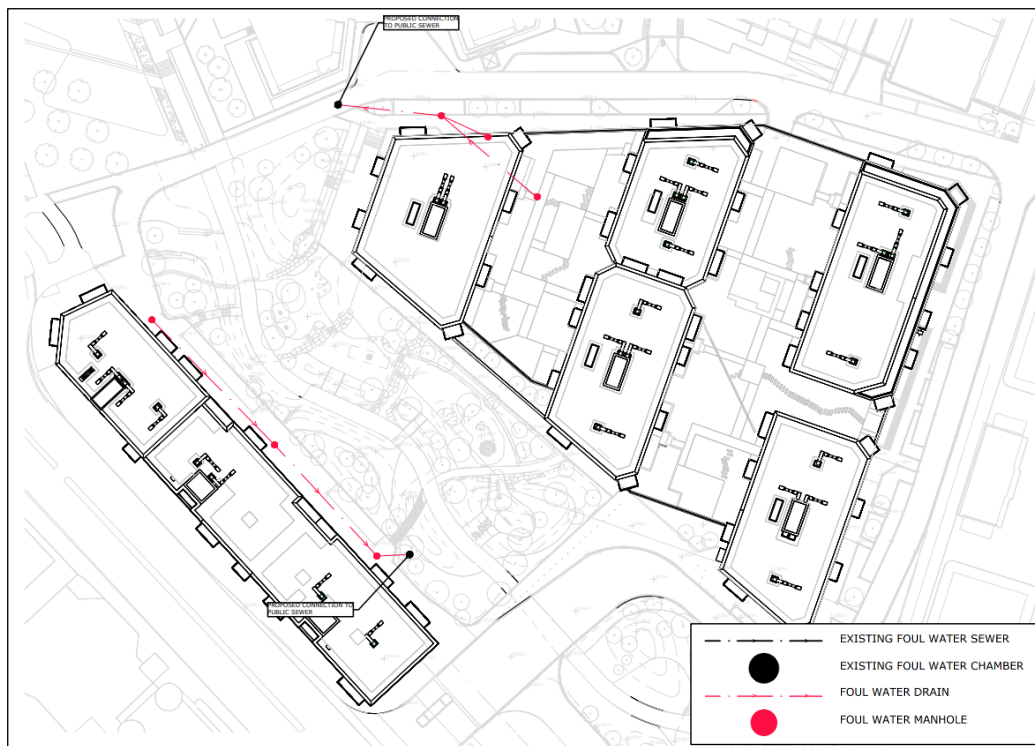 PROPOSED CONNECTION
TO PUBLIC SEWER
PROPOSED CONNECTION TO
PUBLIC SEWER
EXISTING FOUL WATER SEWER
EXISTING FOUL WATER CHAMBER
FOUL WATER DRAIN
FOUL WATER MANHOLE